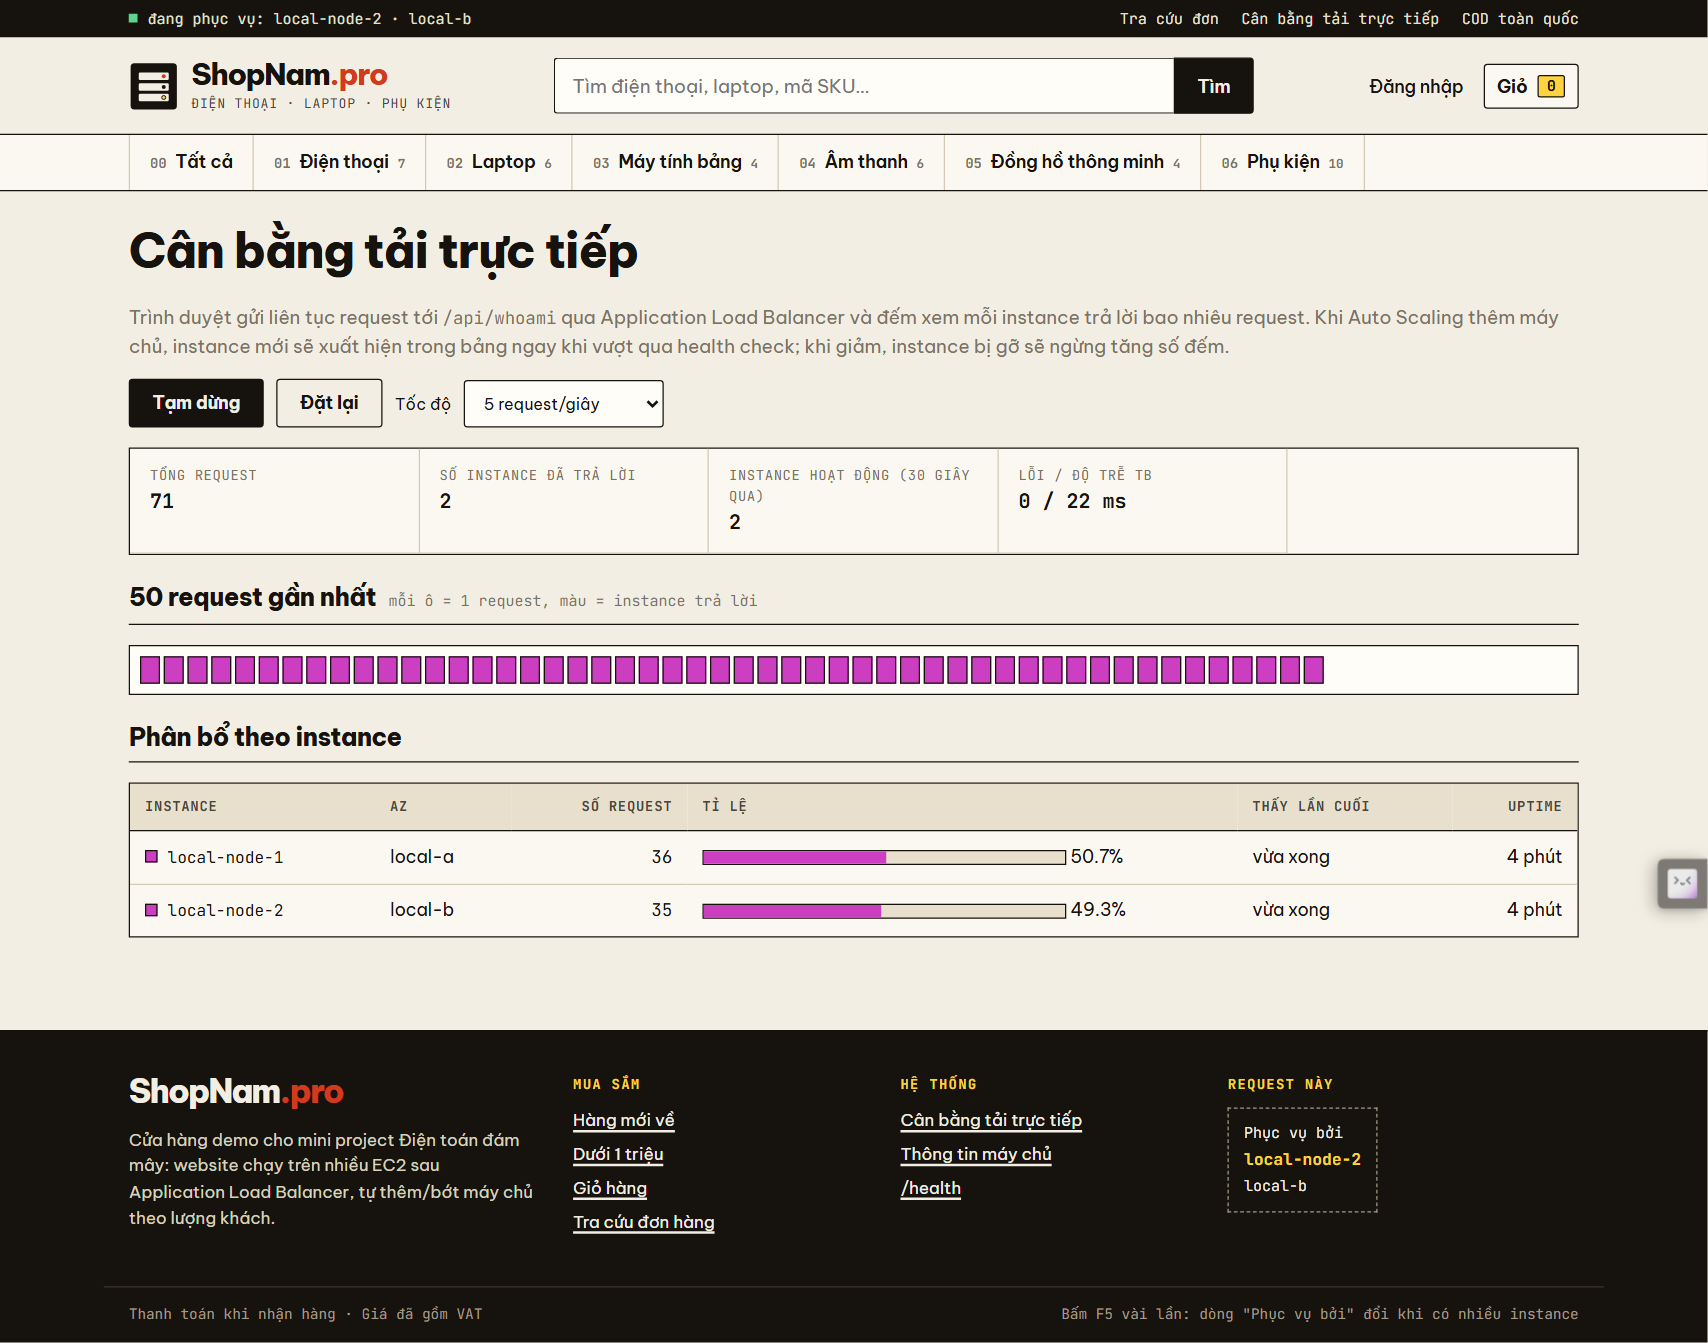 đang phục vụ: local-node-2 · local-b
Tra cứu đơn Cân bằng tải trực tiếp COD toàn quốc
ShopNam.pro
ĐIỆN THOẠI · LAPTOP · PHỤ KIỆN
Tìm điện thoại, laptop, mã SKU...
Tìm
Đăng nhập
Giỏ 0
00 Tất cả
01 Điện thoại 7
02 Laptop 6
03 Máy tính bảng 4
04 Âm thanh 6
05 Đồng hồ thông minh 4
06 Phụ kiện 10
Cân bằng tải trực tiếp
Trình duyệt gửi liên tục request tới /api/whoami qua Application Load Balancer và đếm xem mỗi instance trả lời bao nhiêu request. Khi Auto Scaling thêm máy
chủ, instance mới sẽ xuất hiện trong bảng ngay khi vượt qua health check; khi giảm, instance bị gỡ sẽ ngừng tăng số đếm.
Tạm dừng
Đặt lại
Tốc độ
5 request/giây
TỔNG REQUEST
71
SỐ INSTANCE ĐÃ TRẢ LỜI
2
INSTANCE HOẠT ĐỘNG (30 GIÂY
QUA)
2
LỖI / ĐỘ TRỄ TB
0 / 22 ms
50 request gần nhất mỗi ô = 1 request, màu = instance trả lời
Phân bổ theo instance
INSTANCE AZ SỐ REQUEST TỈ LỆ THẤY LẦN CUỐI UPTIME
local-node-1 local-a 36 50.7% vừa xong 4 phút
local-node-2 local-b 35 49.3% vừa xong 4 phút
ShopNam.pro
Cửa hàng demo cho mini project Điện toán đám
mây: website chạy trên nhiều EC2 sau
Application Load Balancer, tự thêm/bớt máy chủ
theo lượng khách.
MUA SẮM
Hàng mới về
Dưới 1 triệu
Giỏ hàng
Tra cứu đơn hàng
HỆ THỐNG
Cân bằng tải trực tiếp
Thông tin máy chủ
/health
REQUEST NÀY
Phục vụ bởi
local-node-2
local-b
Thanh toán khi nhận hàng · Giá đã gồm VAT
Bấm F5 vài lần: dòng "Phục vụ bởi" đổi khi có nhiều instance